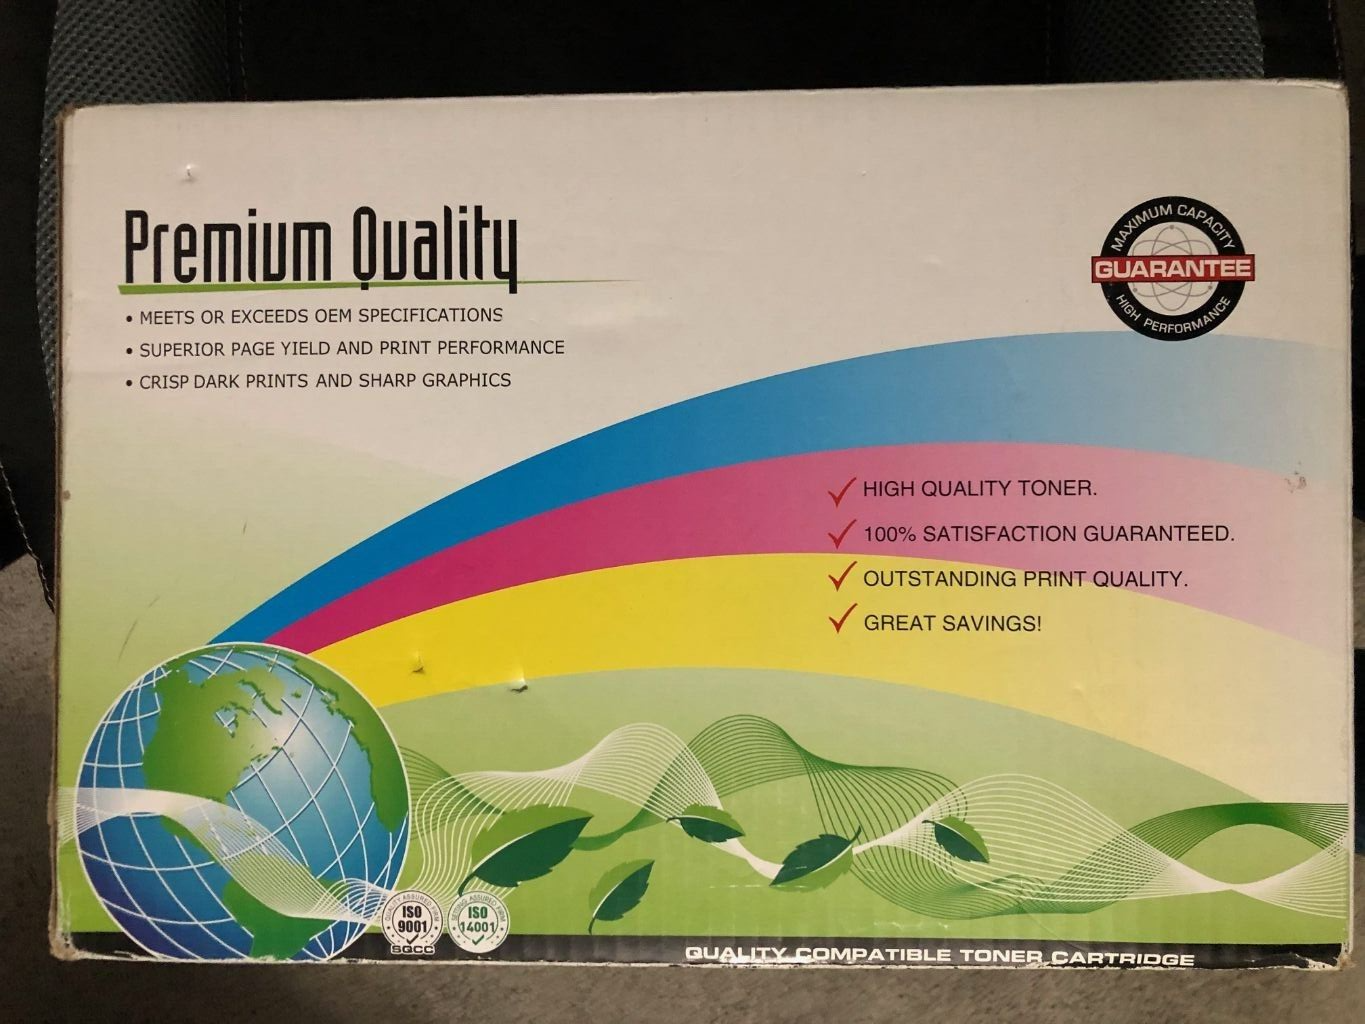 Premium Quality
• MEETS OR EXCEEDS OEM SPECIFICATIONS
• SUPERIOR PAGE YIELD AND PRINT PERFORMANCE
• CRISP DARK PRINTS AND SHARP GRAPHICS
MAXIMUM CAPACITY
GUARANTEE
HIGH PERFORMANCE
HIGH QUALITY TONER.
100% SATISFACTION GUARANTEED.
OUTSTANDING PRINT QUALITY.
GREAT SAVINGS!
ISO
9001
SGCC
ISO
14001
QUALITY COMPATIBLE TONER CARTRIDGE